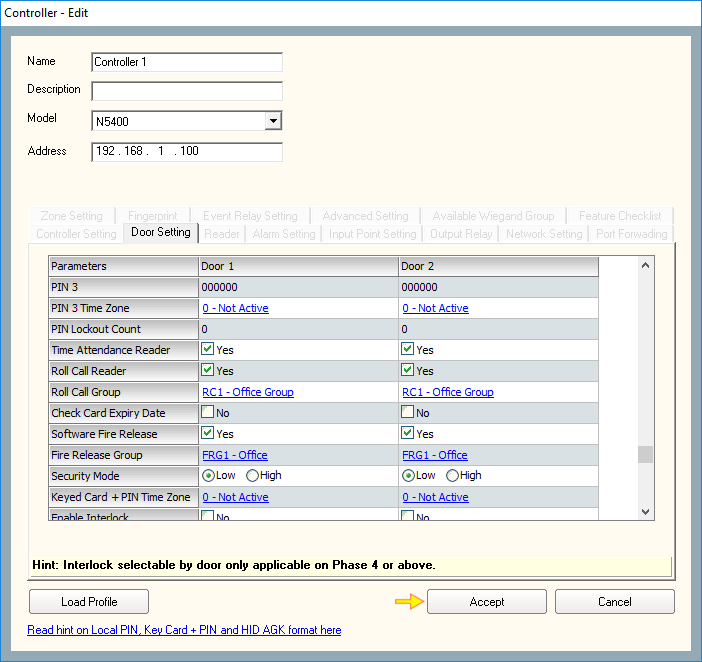 Controller - Edit
Name Controller 1
Description
Model N5400
Address 192 . 168 . 1 . 100
Zone Setting Fingerprint Event Relay Setting Advanced Setting Available Wiegand Group Feature Checklist
Controller Setting Door Setting Reader Alarm Setting Input Point Setting Output Relay Network Setting Port Forwading
Parameters Door 1 Door 2
PIN 3 000000 000000
PIN 3 Time Zone 0 - Not Active 0 - Not Active
PIN Lockout Count 0 0
Time Attendance Reader Yes Yes
Roll Call Reader Yes Yes
Roll Call Group RC1 - Office Group RC1 - Office Group
Check Card Expiry Date No No
Software Fire Release Yes Yes
Fire Release Group FRG1 - Office FRG1 - Office
Security Mode Low High Low High
Keyed Card + PIN Time Zone 0 - Not Active 0 - Not Active
Enable Interlock No No
Hint: Interlock selectable by door only applicable on Phase 4 or above.
Load Profile Accept Cancel
Read hint on Local PIN, Key Card + PIN and HID AGK format here